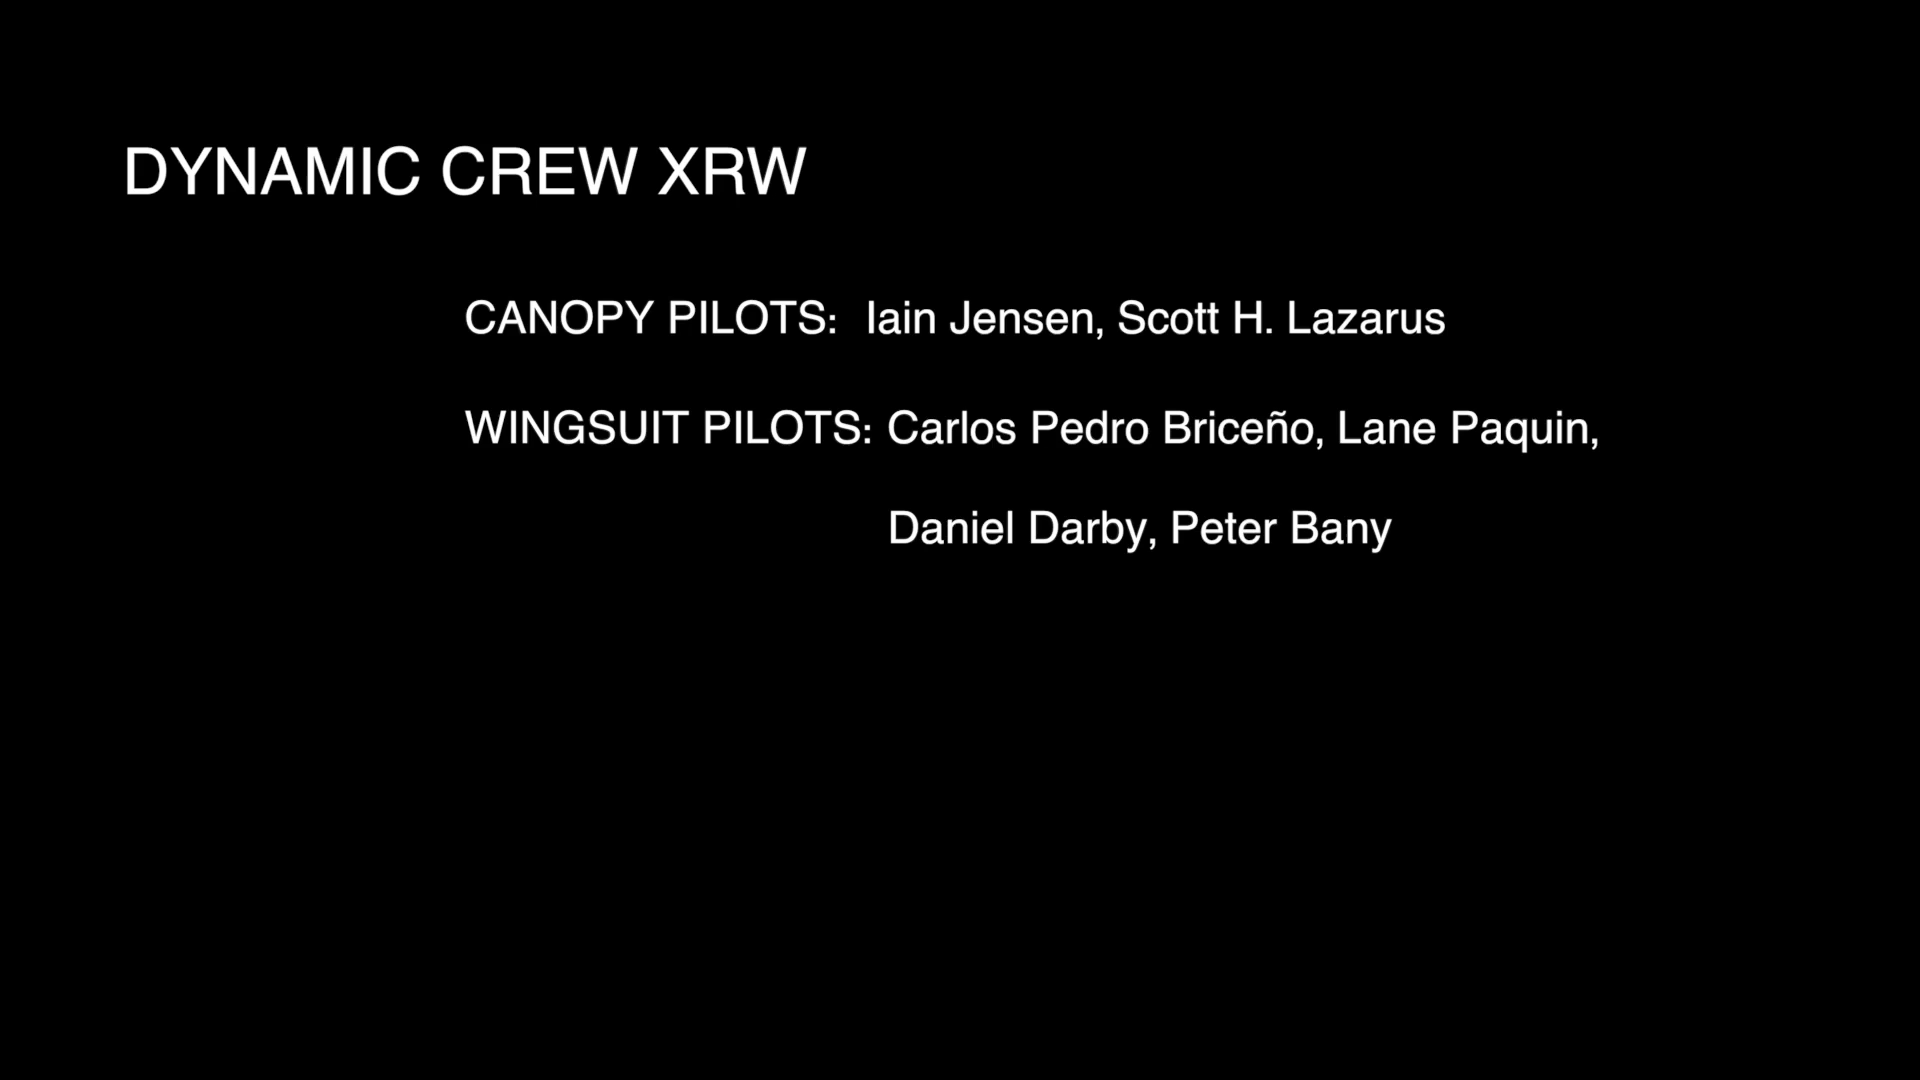 DYNAMIC CREW XRW
CANOPY PILOTS: Iain Jensen, Scott H. Lazarus
WINGSUIT PILOTS: Carlos Pedro Briceño, Lane Paquin,
Daniel Darby, Peter Bany